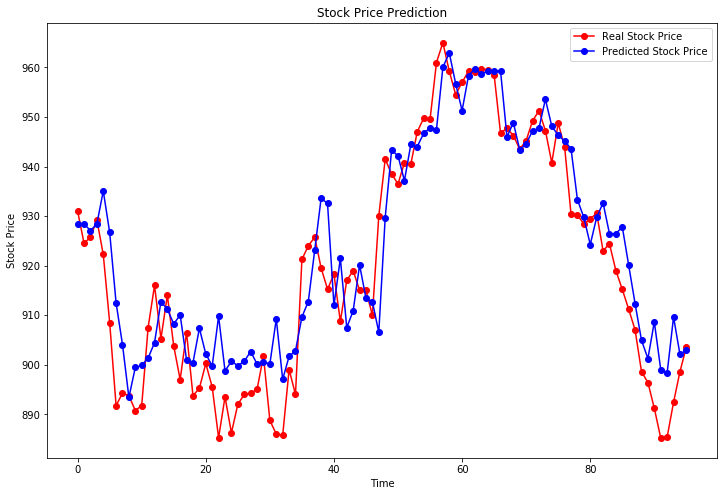 Stock Price Prediction
Real Stock Price
Predicted Stock Price
Stock Price
960
950
940
930
920
910
900
890
0 20 40 60 80
Time